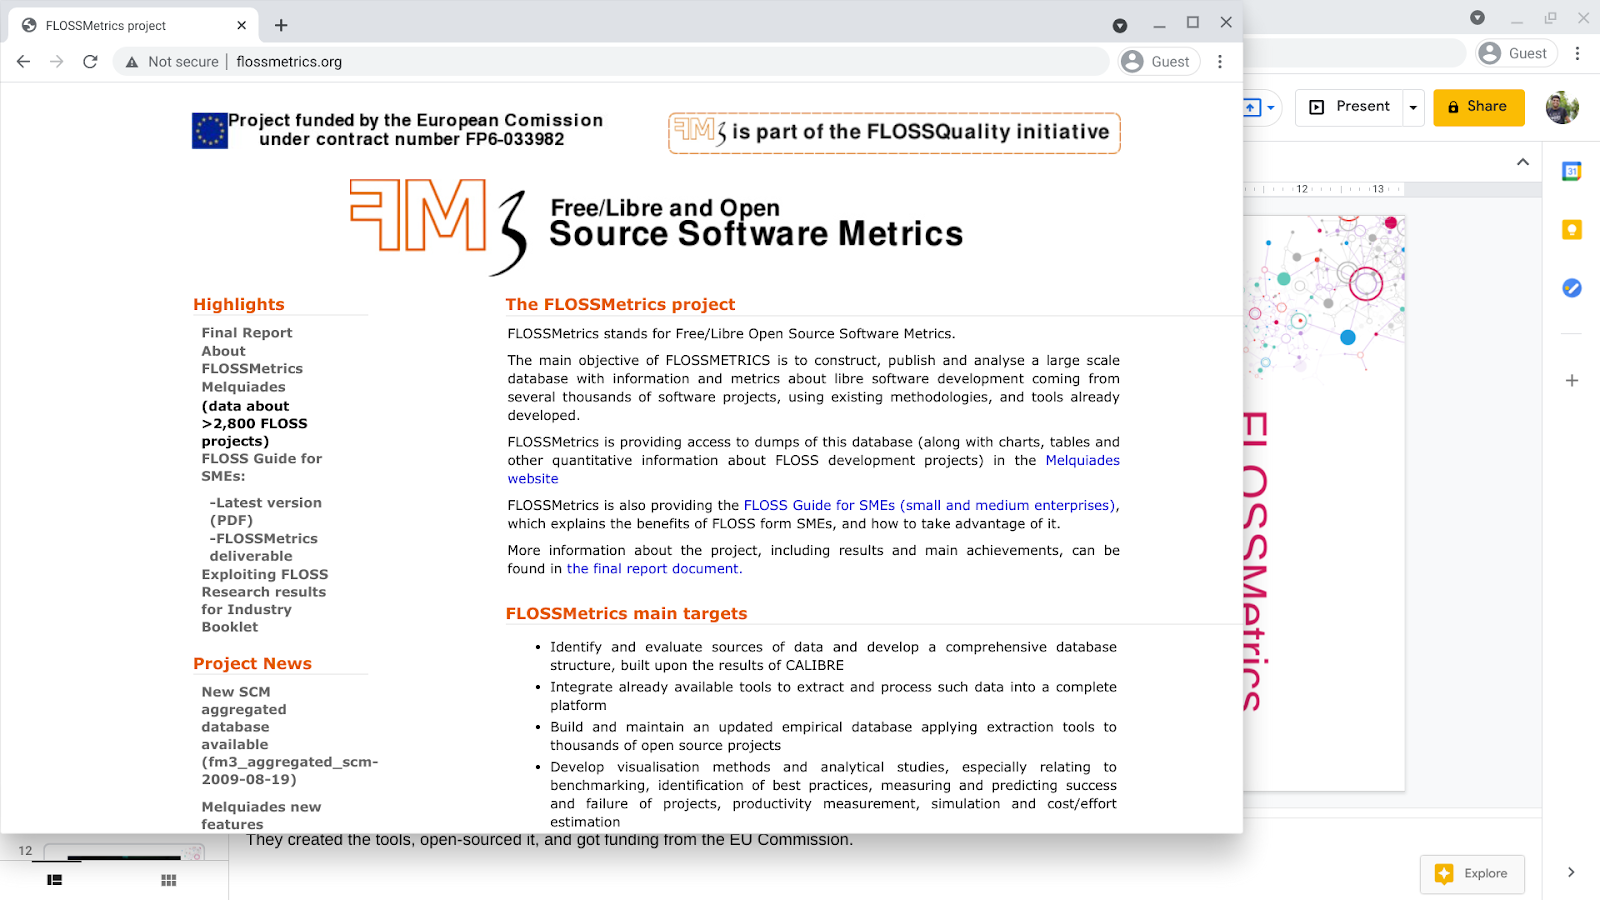 FLOSSMetrics project
Not secure | flossmetrics.org
Guest
Guest
Present
Share
31
12
13
Project funded by the European Comission
under contract number FP6-033982
FM3 is part of the FLOSSQuality initiative
FM3
Free/Libre and Open
Source Software Metrics
Highlights
Final Report
About
FLOSSMetrics
Melquiades
(data about
>2,800 FLOSS
projects)
FLOSS Guide for
SMEs:
-Latest version
(PDF)
-FLOSSMetrics
deliverable
Exploiting FLOSS
Research results
for Industry
Booklet
Project News
New SCM
aggregated
database
available
(fm3_aggregated_scm-
2009-08-19)
Melquiades new
features
The FLOSSMetrics project
FLOSSMetrics stands for Free/Libre Open Source Software Metrics.
The main objective of FLOSSMETRICS is to construct, publish and analyse a large scale
database with information and metrics about libre software development coming from
several thousands of software projects, using existing methodologies, and tools already
developed.
FLOSSMetrics is providing access to dumps of this database (along with charts, tables and
other quantitative information about FLOSS development projects) in the Melquiades
website
FLOSSMetrics is also providing the FLOSS Guide for SMEs (small and medium enterprises),
which explains the benefits of FLOSS form SMEs, and how to take advantage of it.
More information about the project, including results and main achievements, can be
found in the final report document.
FLOSSMetrics main targets
• Identify and evaluate sources of data and develop a comprehensive database
structure, built upon the results of CALIBRE
• Integrate already available tools to extract and process such data into a complete
platform
• Build and maintain an updated empirical database applying extraction tools to
thousands of open source projects
• Develop visualisation methods and analytical studies, especially relating to
benchmarking, identification of best practices, measuring and predicting success
and failure of projects, productivity measurement, simulation and cost/effort
estimation
FLOSSMetrics
They created the tools, open-sourced it, and got funding from the EU Commission.
12
Explore